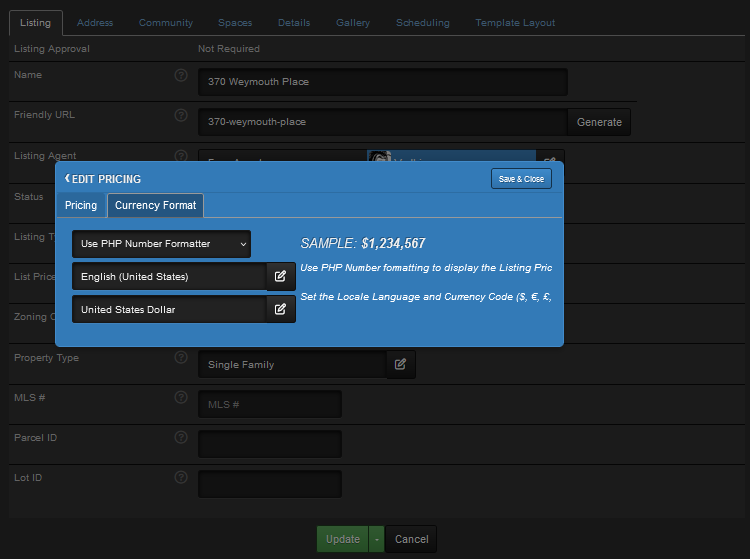 Listing Address Community Spaces Details Gallery Scheduling Template Layout
Listing Approval Not Required
Name ? 370 Weymouth Place
Friendly URL ? 370-weymouth-place Generate
Listing Agent ?
‹ EDIT PRICING Save & Close
Pricing Currency Format
Status
Use PHP Number Formatter SAMPLE: $1,234,567
Listing T
English (United States) Use PHP Number formatting to display the Listing Pric
List Price
United States Dollar Set the Locale Language and Currency Code ($, €, £,
Zoning C
Property Type ? Single Family
MLS # ? MLS #
Parcel ID ?
Lot ID ?
Update - Cancel